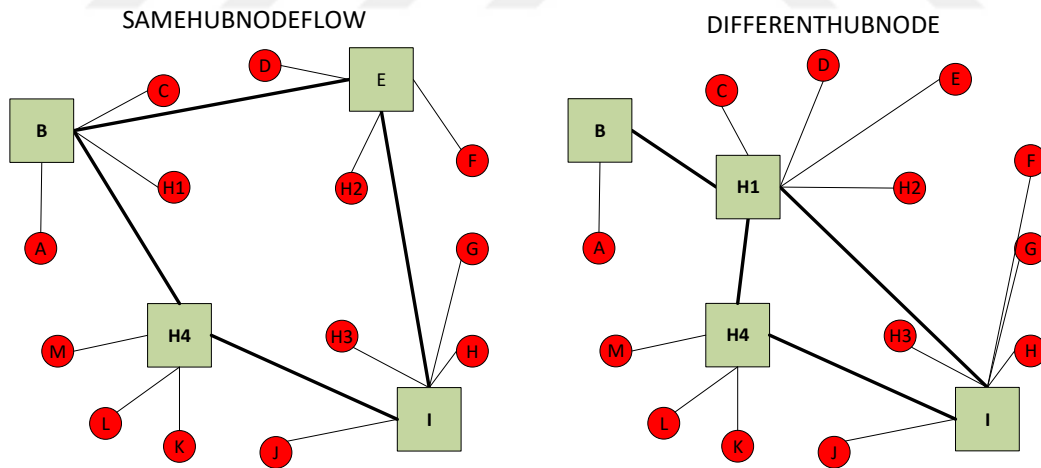 SAMEHUBNODEFLOW
D
E
C
B
F
H1
H2
A
G
H4
H3
M
H
L
I
K
J
DIFFERENTHUBNODE
D
E
C
B
F
H1
H2
A
G
H4
H3
M
H
L
I
K
J